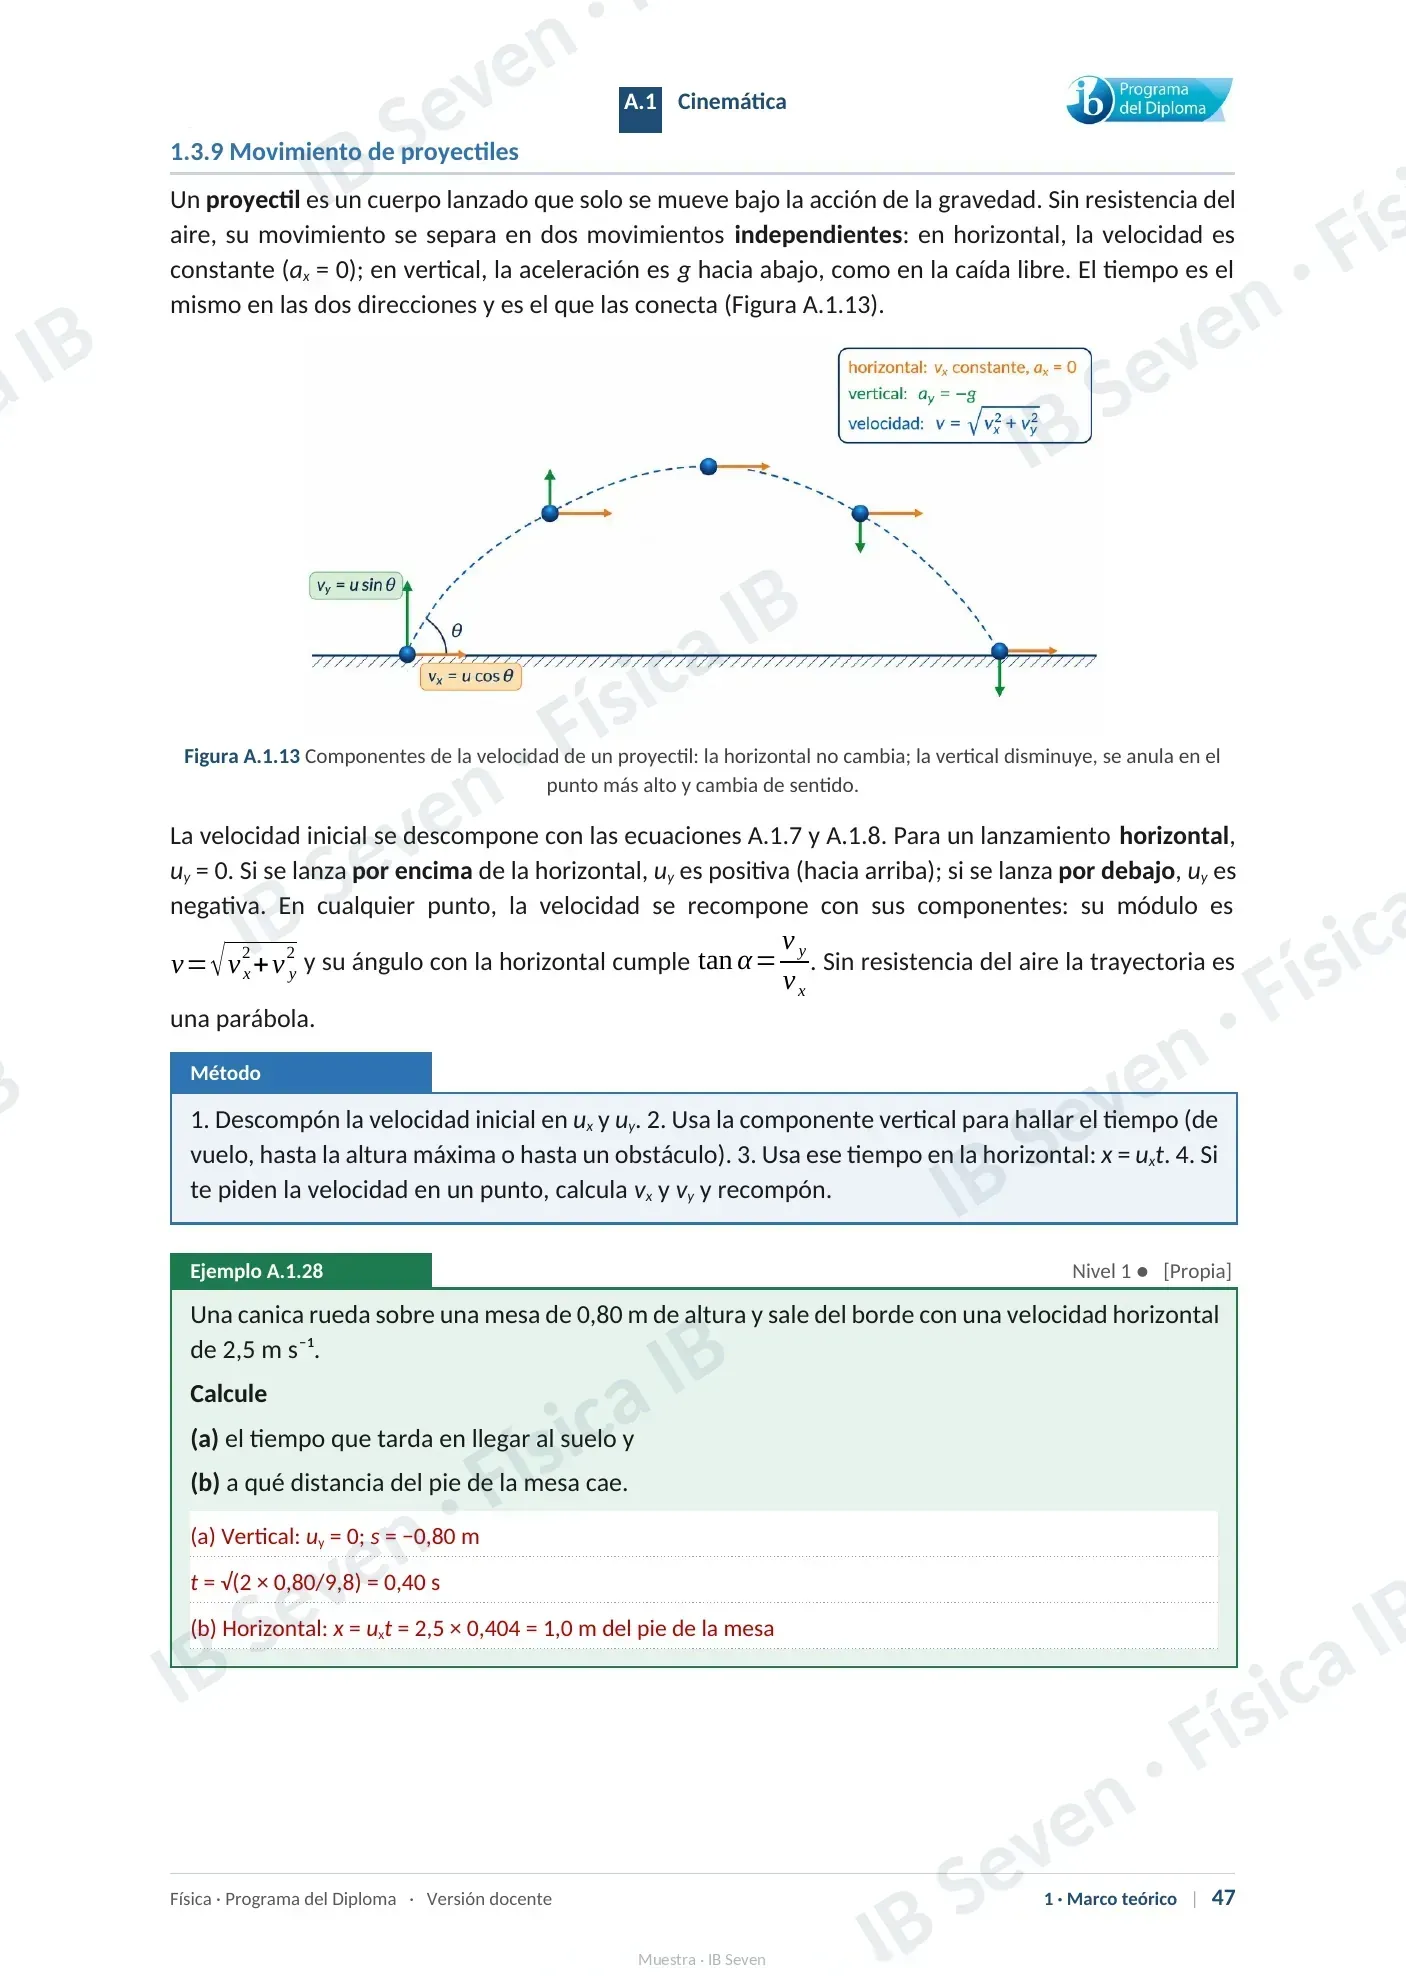 A.1 Cinemática
Programa
del Diploma
1.3.9 Movimiento de proyectiles
Un proyectil es un cuerpo lanzado que solo se mueve bajo la acción de la gravedad. Sin resistencia del
aire, su movimiento se separa en dos movimientos independientes: en horizontal, la velocidad es
constante (aₓ = 0); en vertical, la aceleración es g hacia abajo, como en la caída libre. El tiempo es el
mismo en las dos direcciones y es el que las conecta (Figura A.1.13).
horizontal: vₓ constante, aₓ = 0
vertical: a_y = −g
velocidad: v = √(vₓ² + v_y²)
v_y = u sin θ
θ
vₓ = u cos θ
Figura A.1.13 Componentes de la velocidad de un proyectil: la horizontal no cambia; la vertical disminuye, se anula en el
punto más alto y cambia de sentido.
La velocidad inicial se descompone con las ecuaciones A.1.7 y A.1.8. Para un lanzamiento horizontal,
u_y = 0. Si se lanza por encima de la horizontal, u_y es positiva (hacia arriba); si se lanza por debajo, u_y es
negativa. En cualquier punto, la velocidad se recompone con sus componentes: su módulo es
v = √(vₓ² + v_y²) y su ángulo con la horizontal cumple tan α = v_y/vₓ. Sin resistencia del aire la trayectoria es
una parábola.
Método
1. Descompón la velocidad inicial en uₓ y u_y. 2. Usa la componente vertical para hallar el tiempo (de
vuelo, hasta la altura máxima o hasta un obstáculo). 3. Usa ese tiempo en la horizontal: x = uₓt. 4. Si
te piden la velocidad en un punto, calcula vₓ y v_y y recompón.
Ejemplo A.1.28 Nivel 1 ● [Propia]
Una canica rueda sobre una mesa de 0,80 m de altura y sale del borde con una velocidad horizontal
de 2,5 m s⁻¹.
Calcule
(a) el tiempo que tarda en llegar al suelo y
(b) a qué distancia del pie de la mesa cae.
(a) Vertical: u_y = 0; s = −0,80 m
t = √(2 × 0,80/9,8) = 0,40 s
(b) Horizontal: x = uₓt = 2,5 × 0,404 = 1,0 m del pie de la mesa
Física · Programa del Diploma · Versión docente
1 · Marco teórico | 47
Muestra · IB Seven
IB Seven · Física IB